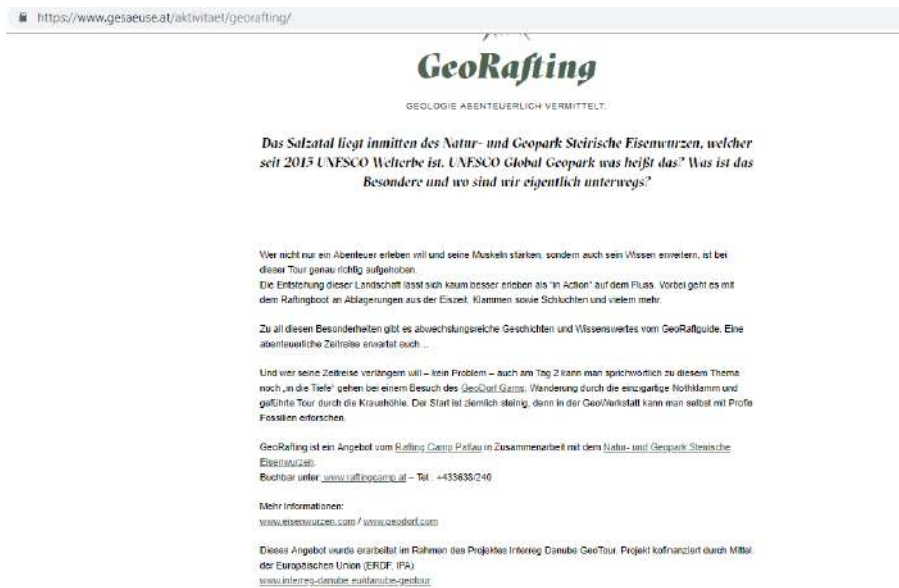 https://www.gesaeuse.at/aktivitaet/georafting/
GeoRafting
GEOLOGIE ABENTEUERLICH VERMITTELT.
Das Salzatal liegt inmitten des Natur- und Geopark Steirische Eisenwurzen, welcher
seit 2015 UNESCO Welterbe ist. UNESCO Global Geopark was heißt das? Was ist das
Besondere und wo sind wir eigentlich unterwegs?
Wer nicht nur ein Abenteuer erleben will und seine Muskeln stärken, sondern auch sein Wissen erweitern, ist bei
dieser Tour genau richtig aufgehoben.
Die Entstehung dieser Landschaft lässt sich kaum besser erleben als "in Action" auf dem Fluss. Vorbei geht es mit
dem Raftingboot an Ablagerungen aus der Eiszeit, Klammen sowie Schluchten und vielem mehr.
Zu all diesen Besonderheiten gibt es abwechslungsreiche Geschichten und Wissenswertes vom GeoRaftguide. Eine
abenteuerliche Zeitreise erwartet euch...
Und wer seine Zeitreise verlängern will – kein Problem – auch am Tag 2 kann man sprichwörtlich zu diesem Thema
noch „in die Tiefe" gehen bei einem Besuch des GeoDorf Gams. Wanderung durch die einzigartige Nothklamm und
geführte Tour durch die Kraushöhle. Der Start ist ziemlich steinig, denn in der GeoWerkstatt kann man selbst mit Profis
Fossilien erforschen.
GeoRafting ist ein Angebot vom Rafting Camp Palfau in Zusammenarbeit mit dem Natur- und Geopark Steirische
Eisenwurzen.
Buchbar unter: www.raftingcamp.at – Tel.: +433638/240
Mehr Informationen:
www.eisenwurzen.com / www.geodorf.com
Dieses Angebot wurde erarbeitet im Rahmen des Projektes Interreg Danube GeoTour. Projekt kofinanziert durch Mittel
der Europäischen Union (ERDF, IPA)
www.interreg-danube.eu/danube-geotour